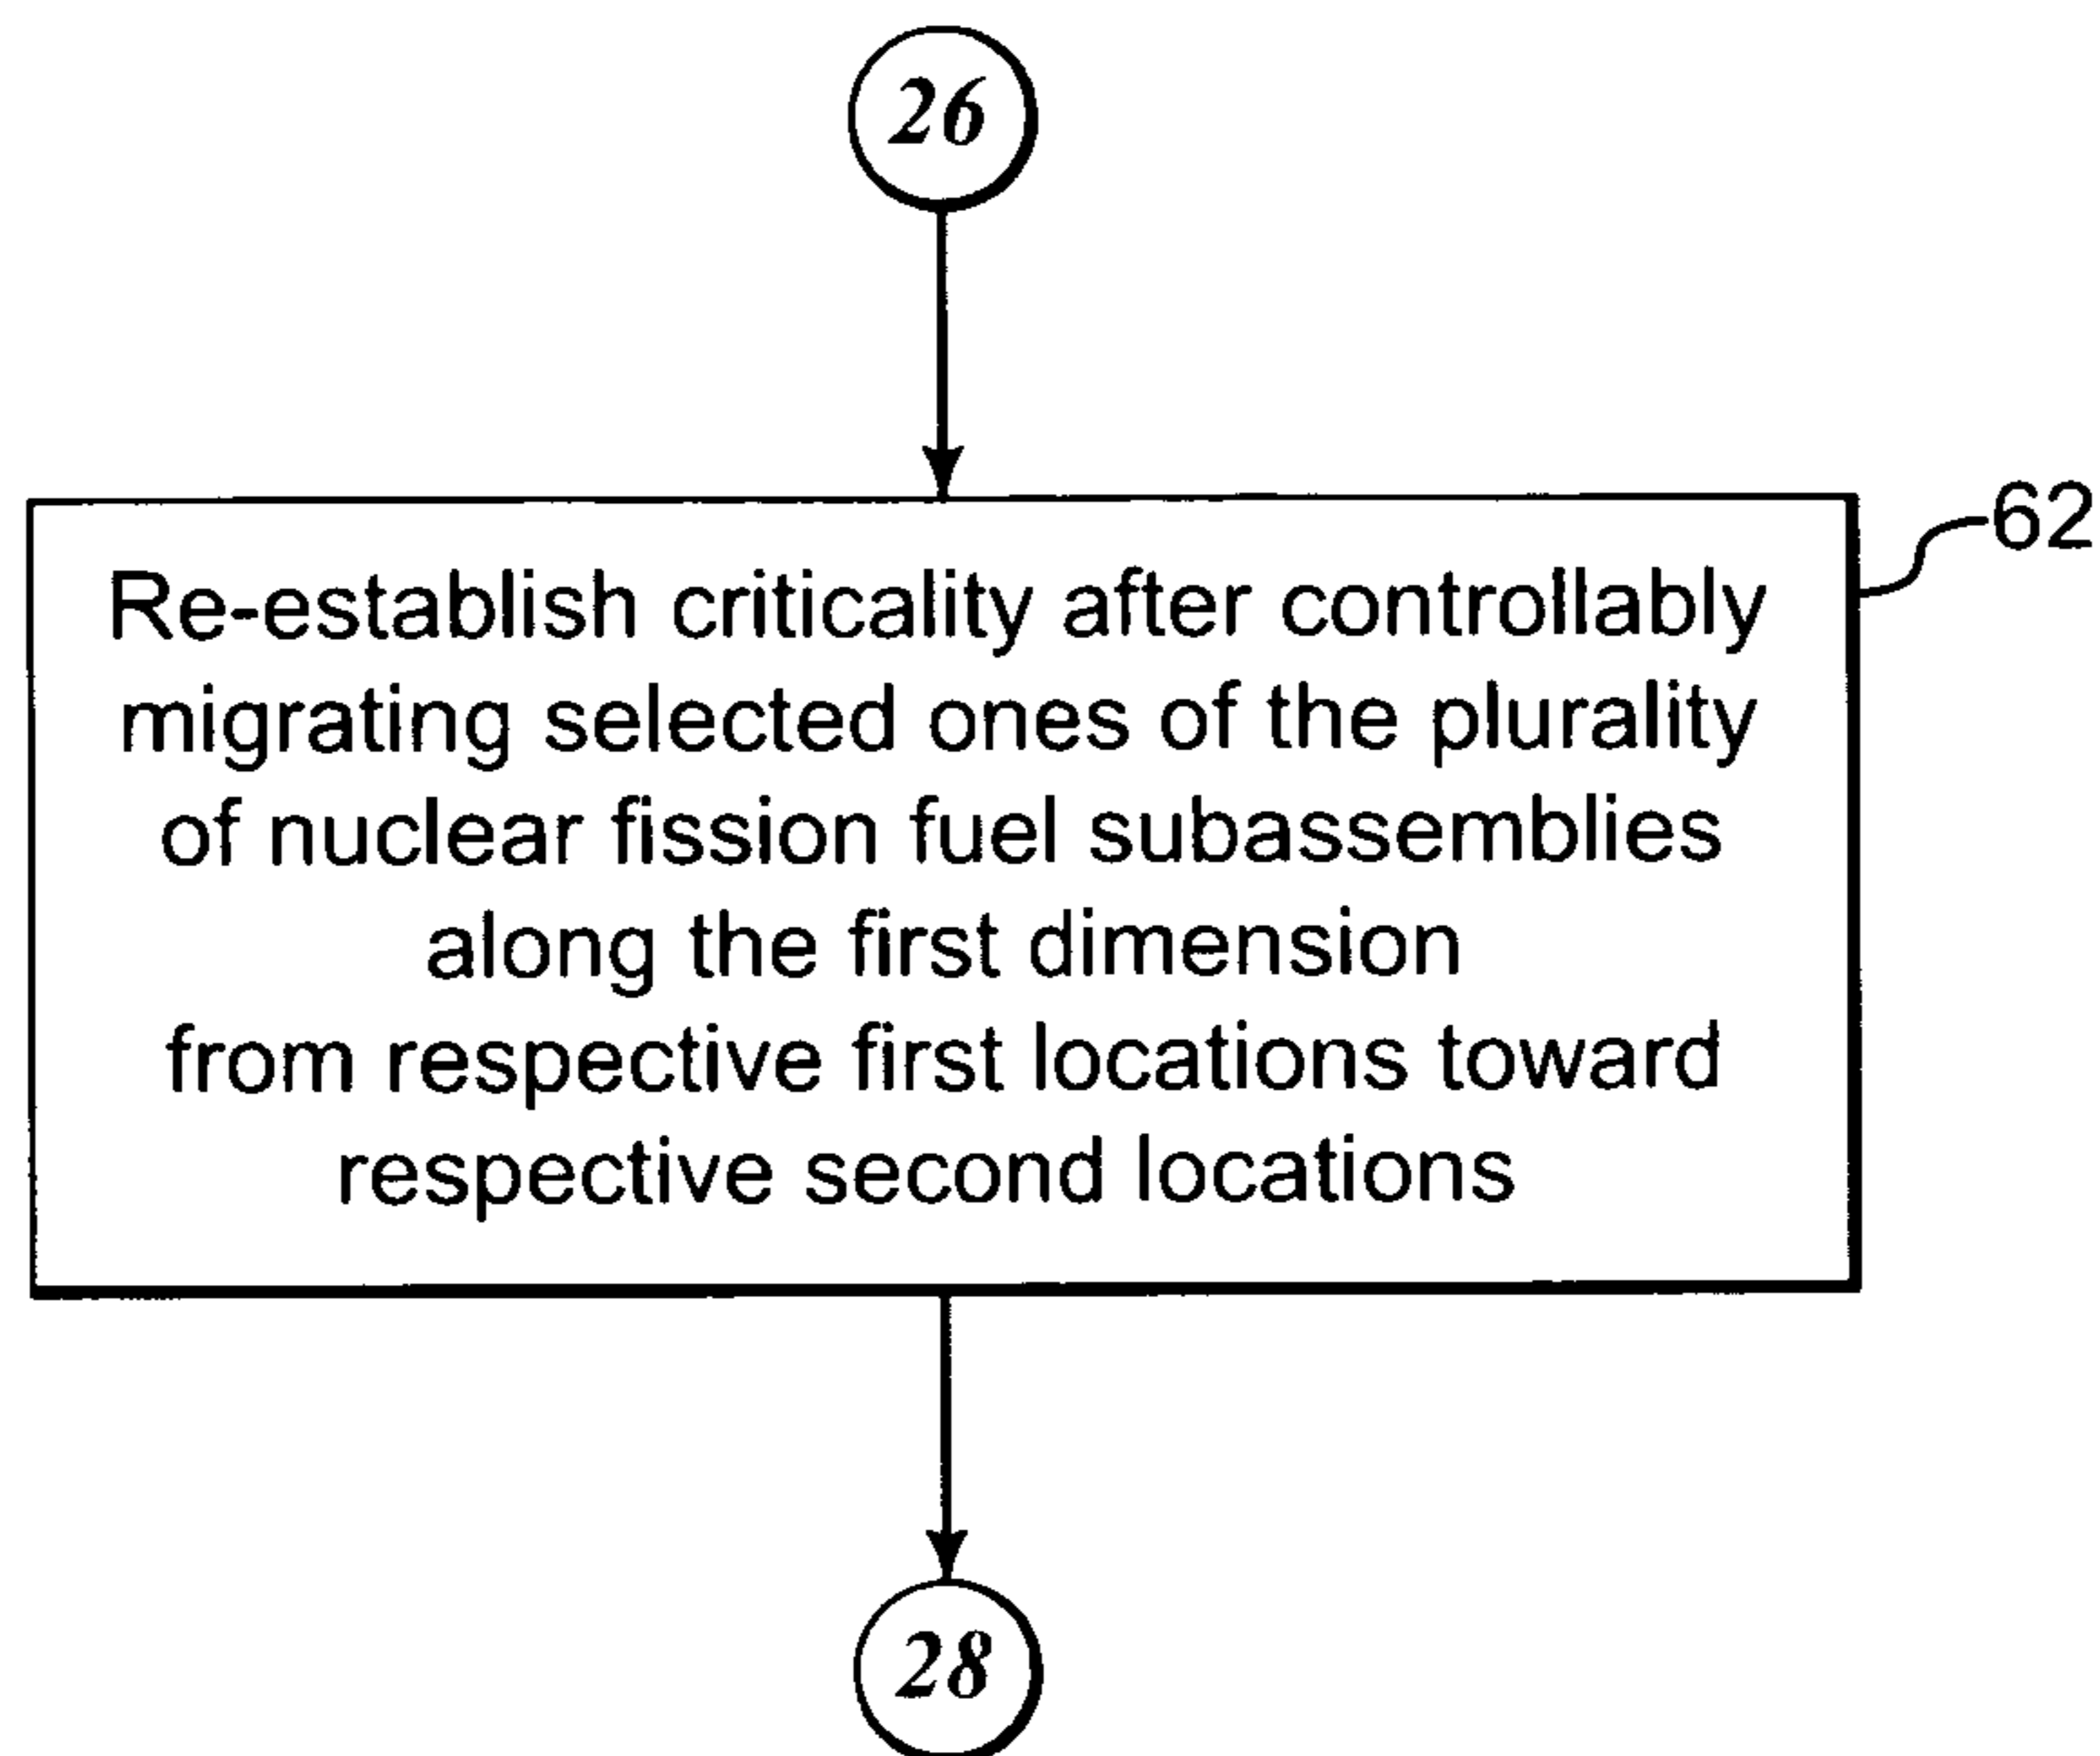 26
62
Re-establish criticality after controllably
migrating selected ones of the plurality
of nuclear fission fuel subassemblies
along the first dimension
from respective first locations toward
respective second locations
28